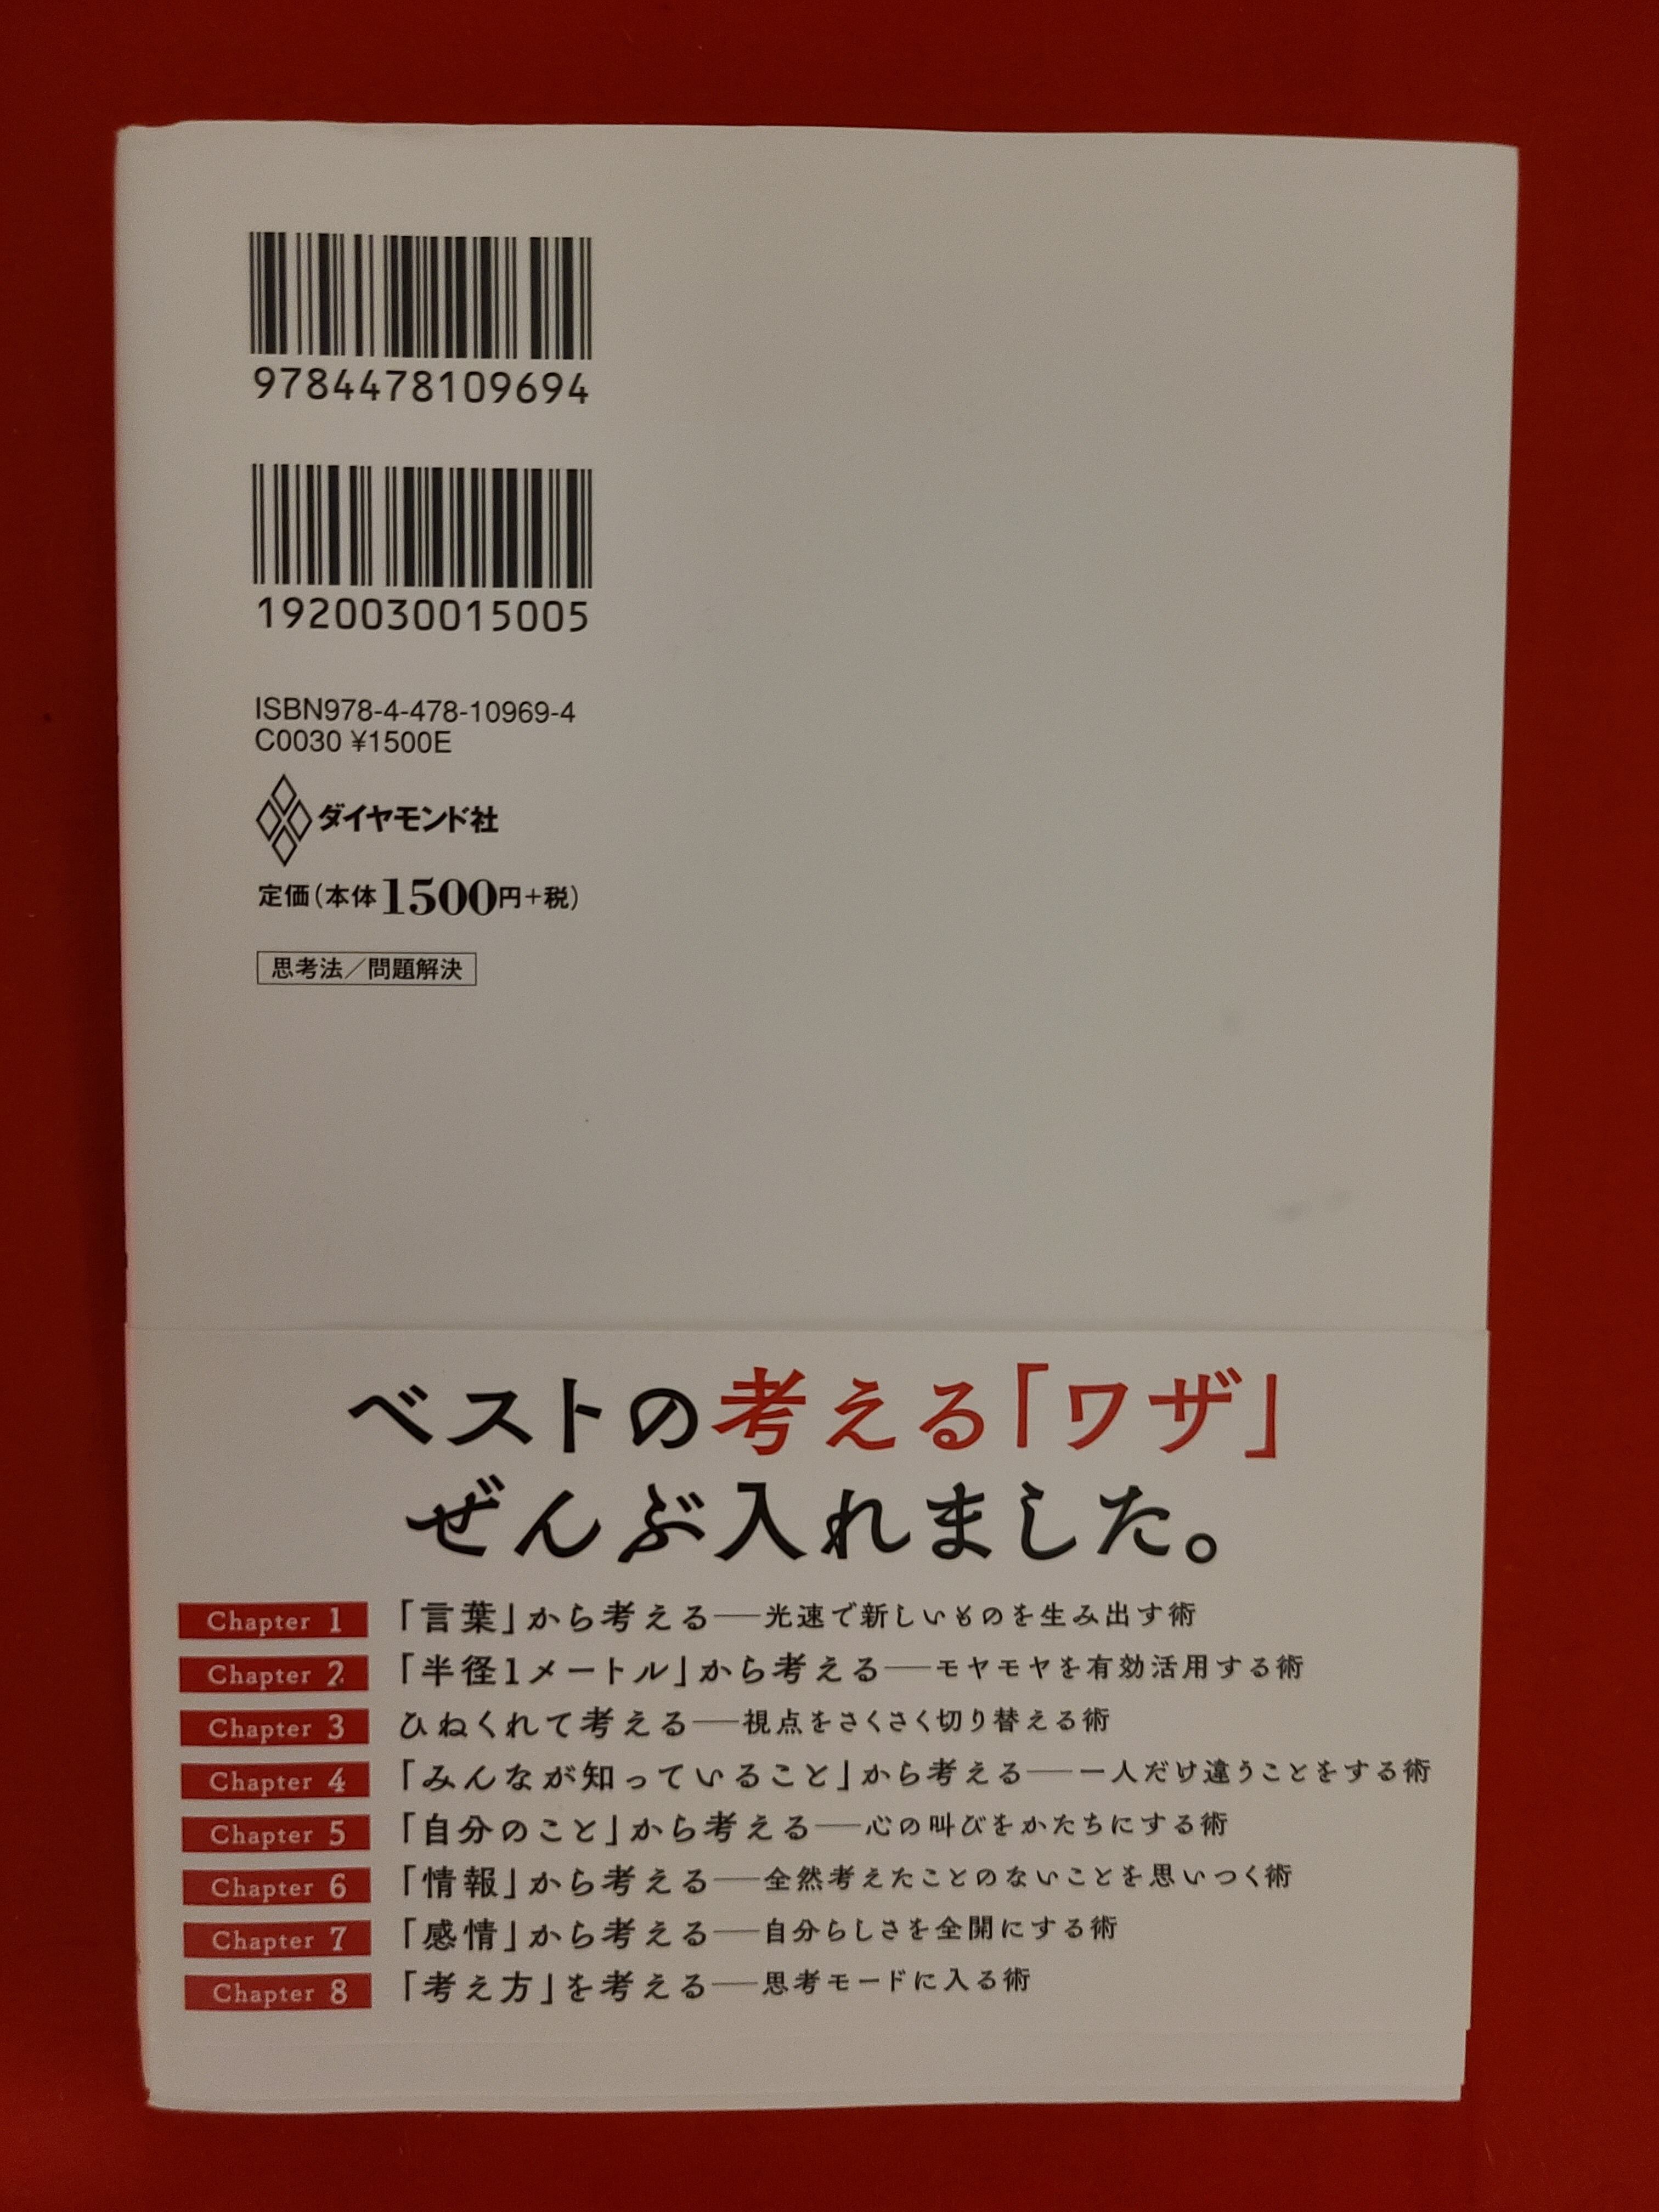 9784478109694
1920030015005
ISBN978-4-478-10969-4
C0030 ¥1500E
ダイヤモンド社
定価(本体1500円+税)
思考法/問題解決
ベストの考える「ワザ」
ぜんぶ入れました。
Chapter 1 「言葉」から考える──光速で新しいものを生み出す術
Chapter 2 「半径1メートル」から考える──モヤモヤを有効活用する術
Chapter 3 ひねくれて考える──視点をさくさく切り替える術
Chapter 4 「みんなが知っていること」から考える──一人だけ違うことをする術
Chapter 5 「自分のこと」から考える──心の叫びをかたちにする術
Chapter 6 「情報」から考える──全然考えたことのないことを思いつく術
Chapter 7 「感情」から考える──自分らしさを全開にする術
Chapter 8 「考え方」を考える──思考モードに入る術